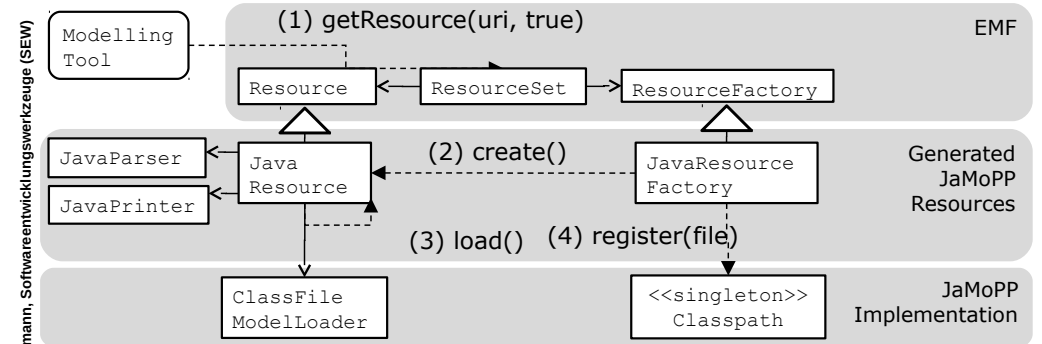 (1) getResource(uri, true)
EMF
Modelling
Tool
Resource
ResourceSet
ResourceFactory
JavaParser
JavaPrinter
Java
Resource
(2) create()
JavaResource
Factory
Generated
JaMoPP
Resources
(3) load()
(4) register(file)
ClassFile
ModelLoader
<<singleton>>
Classpath
JaMoPP
Implementation
mann, Softwareentwicklungswerkzeuge (SEW)